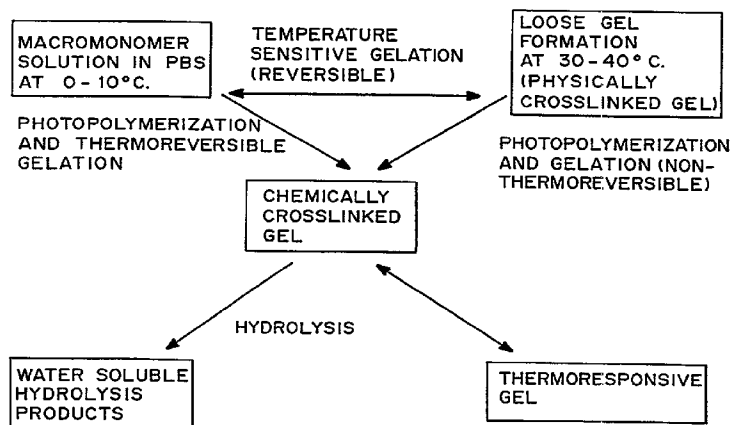 MACROMONOMER
SOLUTION IN PBS
AT 0-10°C.
TEMPERATURE
SENSITIVE GELATION
(REVERSIBLE)
LOOSE GEL
FORMATION
AT 30-40°C.
(PHYSICALLY
CROSSLINKED GEL)
PHOTOPOLYMERIZATION
AND THERMOREVERSIBLE
GELATION
PHOTOPOLYMERIZATION
AND GELATION (NON-
THERMOREVERSIBLE)
CHEMICALLY
CROSSLINKED
GEL
HYDROLYSIS
WATER SOLUBLE
HYDROLYSIS
PRODUCTS
THERMORESPONSIVE
GEL